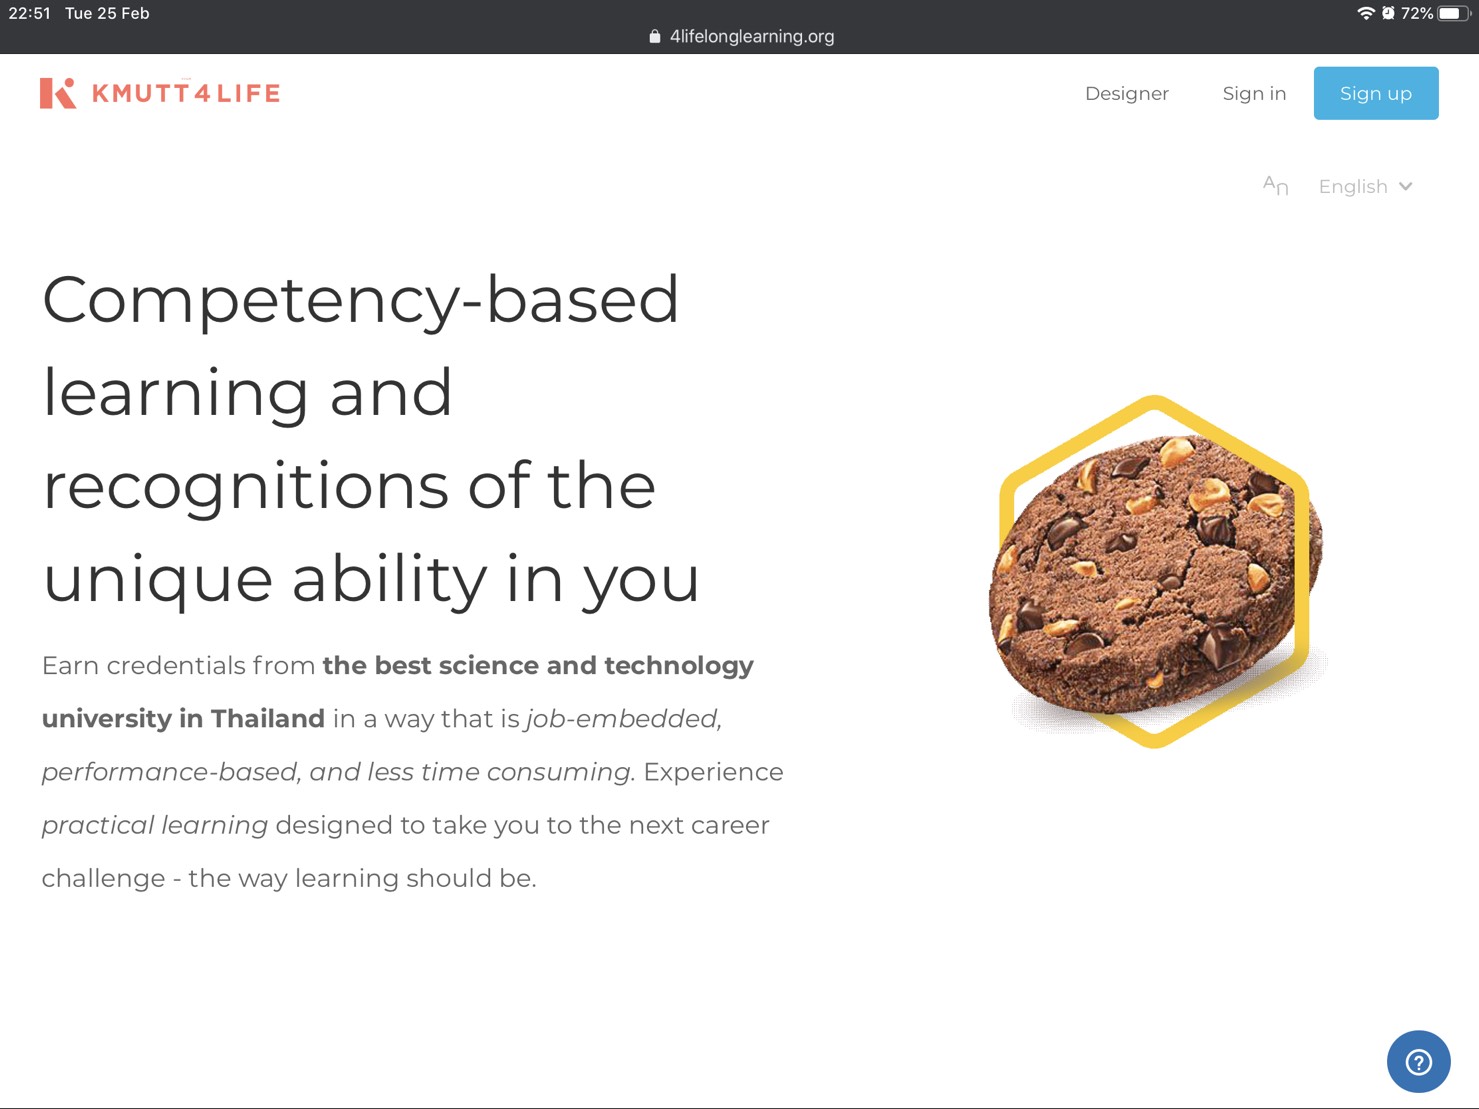 22:51 Tue 25 Feb
72%
4lifelonglearning.org
KMUTT4LIFE
Designer
Sign in
Sign up
English
Competency-based
learning and
recognitions of the
unique ability in you
Earn credentials from the best science and technology
university in Thailand in a way that is job-embedded,
performance-based, and less time consuming. Experience
practical learning designed to take you to the next career
challenge - the way learning should be.
?